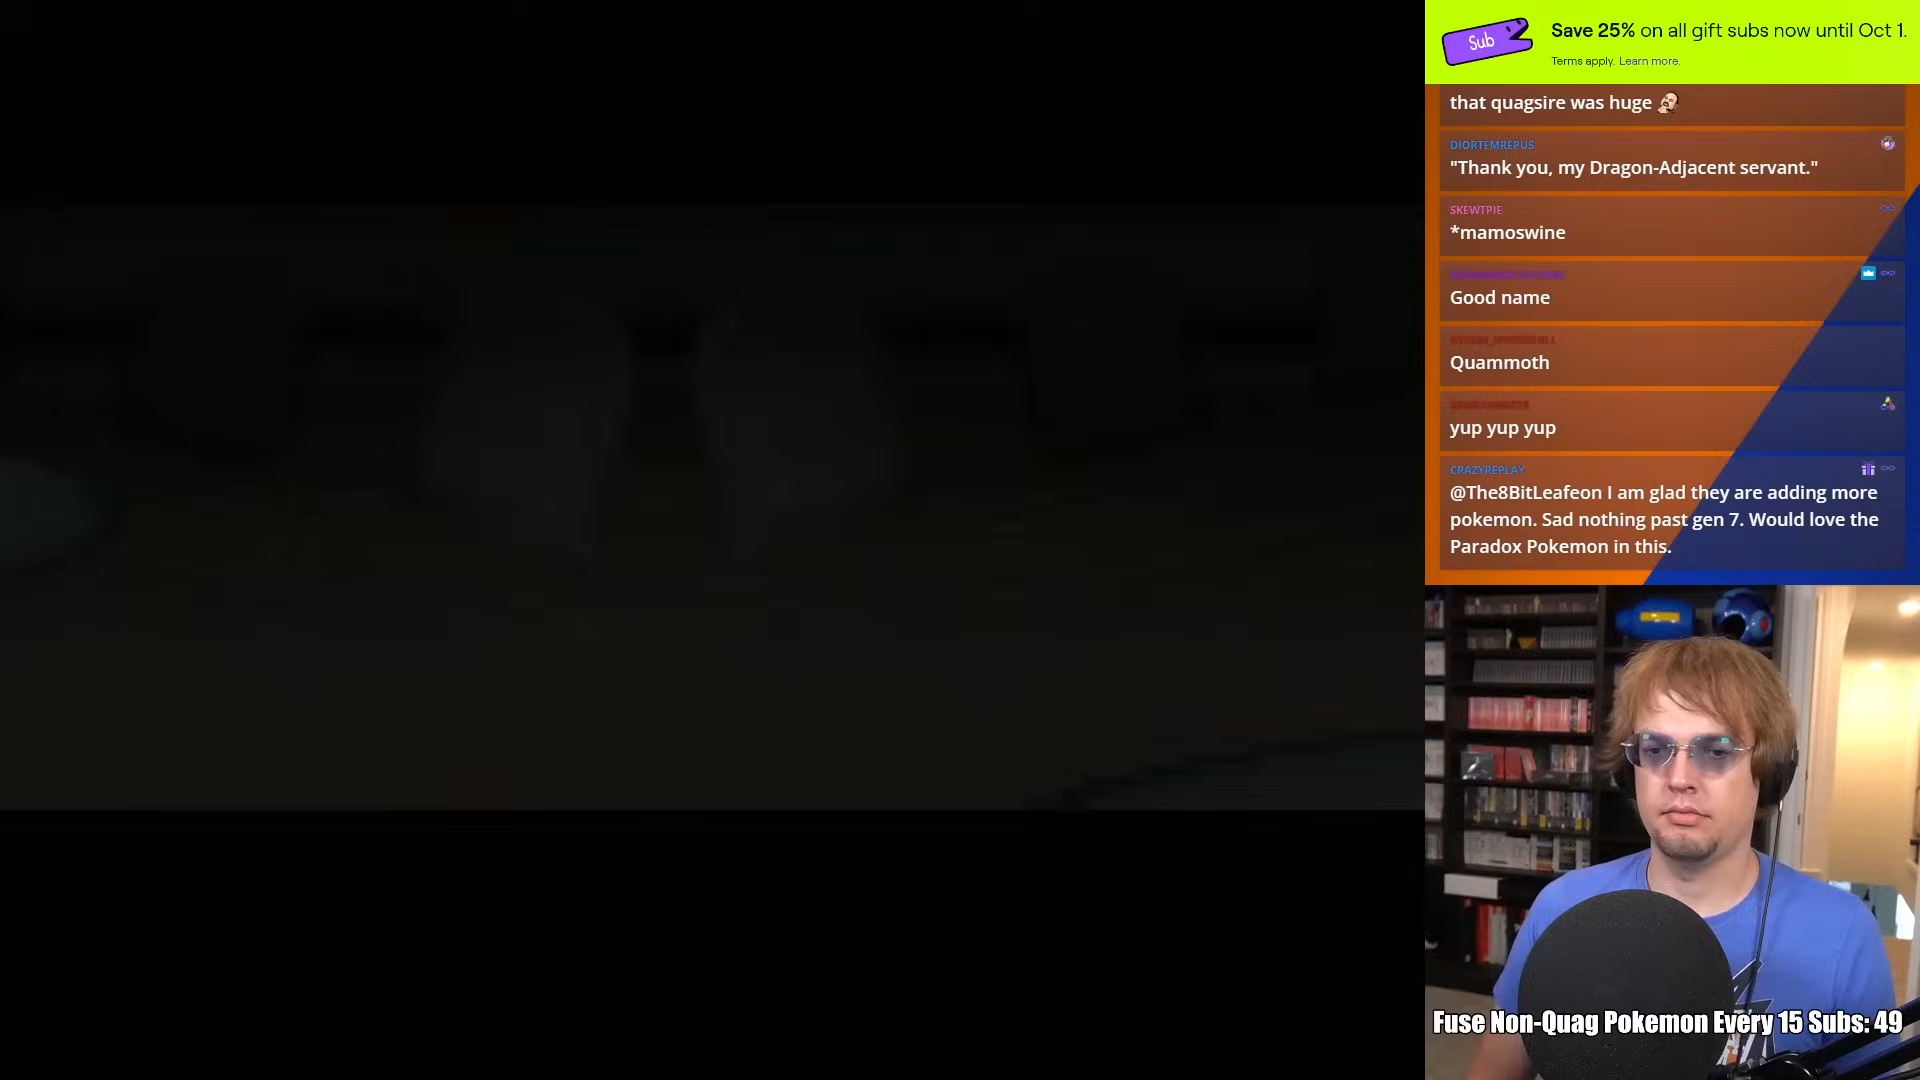 Sub
Save 25% on all gift subs now until Oct 1.
Terms apply. Learn more.
that quagsire was huge
DIORTEMREPUS
"Thank you, my Dragon-Adjacent servant."
SKEWTPIE
*mamoswine
Good name
Quammoth
yup yup yup
CRAZYREPLAY
@The8BitLeafeon I am glad they are adding more
pokemon. Sad nothing past gen 7. Would love the
Paradox Pokemon in this.
Fuse Non-Quag Pokemon Every 15 Subs: 49